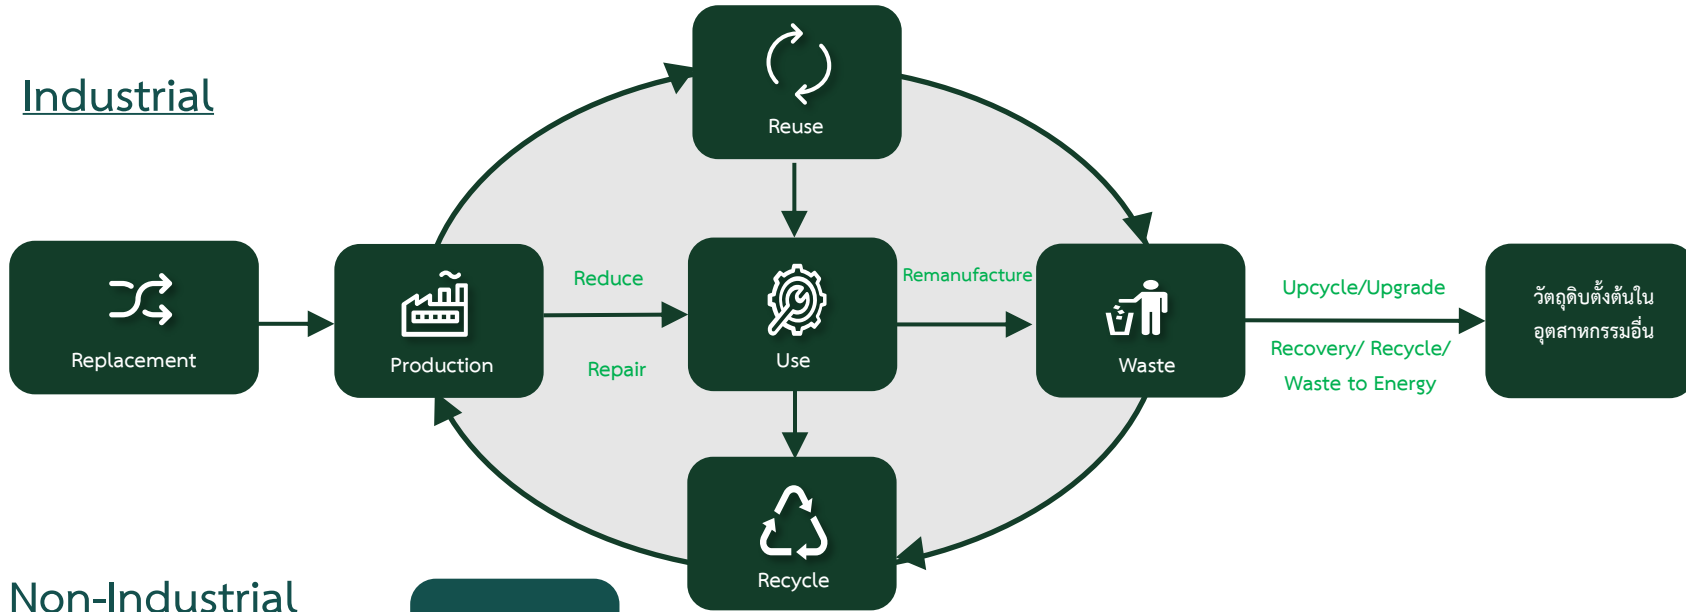 Industrial
Reuse
Replacement
Production
Reduce
Repair
Use
Remanufacture
Waste
Upcycle/Upgrade
Recovery/ Recycle/
Waste to Energy
วัตถุดิบตั้งต้นใน
อุตสาหกรรมอื่น
Recycle
Non-Industrial